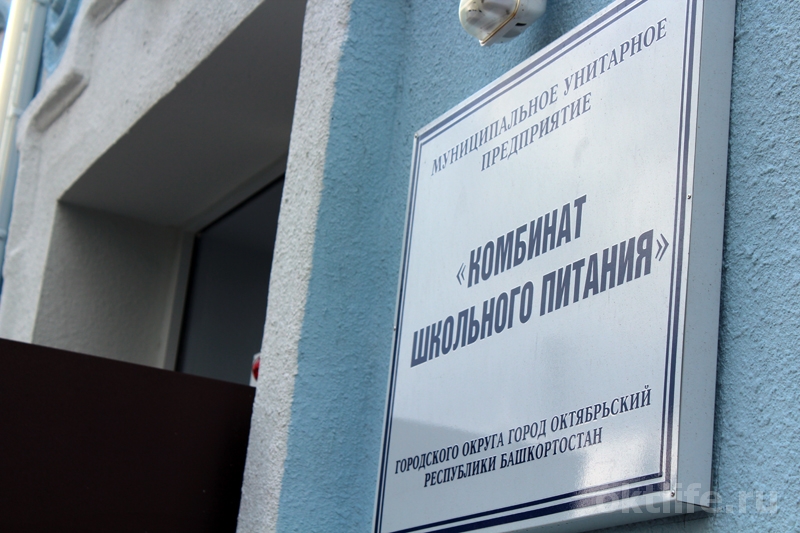 МУНИЦИПАЛЬНОЕ УНИТАРНОЕ
ПРЕДПРИЯТИЕ
«КОМБИНАТ
ШКОЛЬНОГО ПИТАНИЯ»
ГОРОДСКОГО ОКРУГА ГОРОД ОКТЯБРЬСКИЙ
РЕСПУБЛИКИ БАШКОРТОСТАН
oktlife.ru